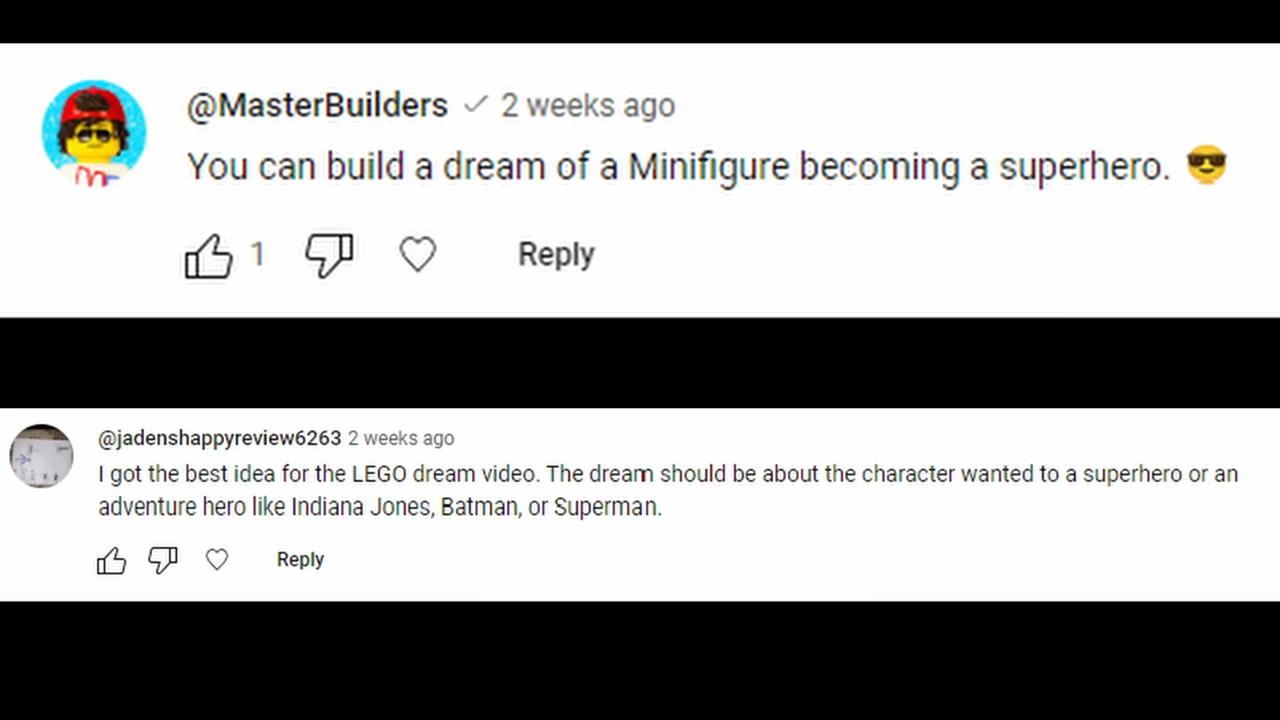 @MasterBuilders 2 weeks ago
You can build a dream of a Minifigure becoming a superhero. 😎
1 Reply
@jadenshappyreview6263 2 weeks ago
I got the best idea for the LEGO dream video. The dream should be about the character wanted to a superhero or an
adventure hero like Indiana Jones, Batman, or Superman.
Reply